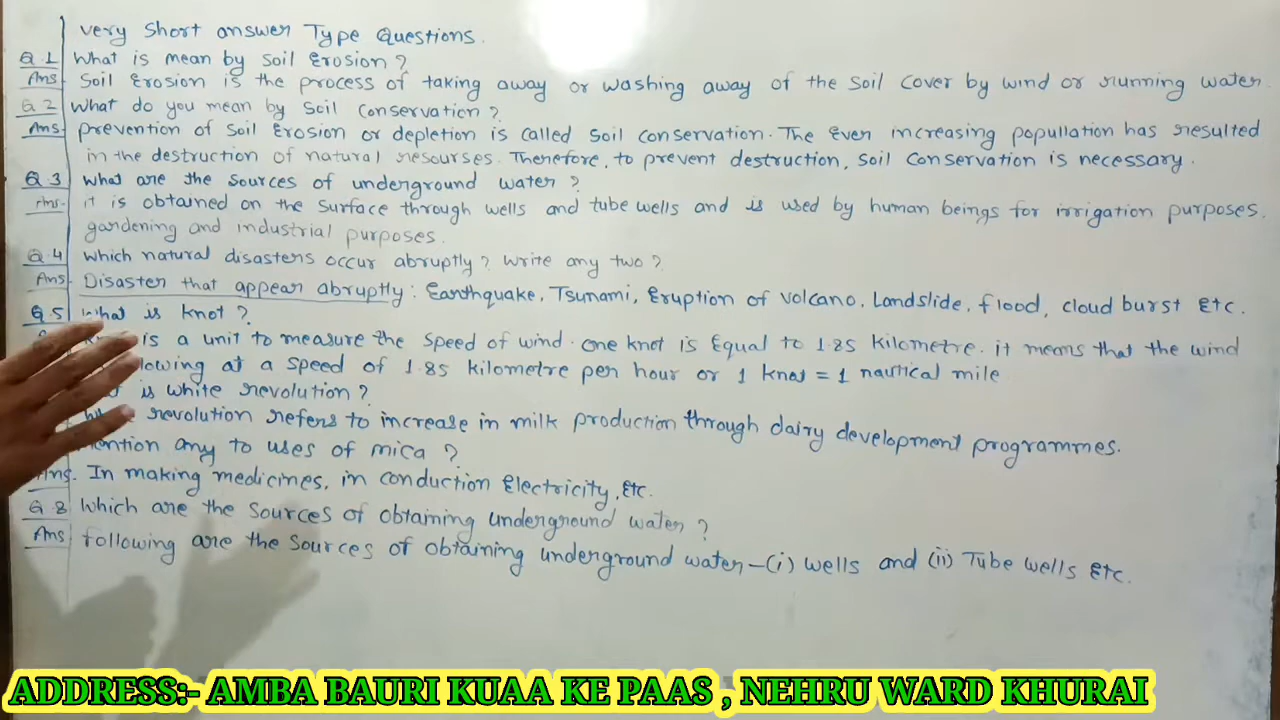 very Short answer Type Questions.
Q.1 What is mean by Soil Erosion?
Ans. Soil Erosion is the process of taking away or washing away of the soil cover by wind or running water.
Q.2 What do you mean by Soil Conservation?
Ans. prevention of Soil Erosion or depletion is called Soil conservation. The Ever increasing popullation has resulted
in the destruction of natural resourses. Therefore, to prevent destruction, Soil Conservation is necessary.
Q.3 What are the sources of underground water?
Ans. it is obtained on the surface through wells and tube wells and is used by human beings for irrigation purposes.
gardening and industrial purposes.
Q.4 Which natural disasters occur abruptly? Write any two?
Ans. Disaster that appear abruptly: Earthquake, Tsunami, Eruption of volcano, Landslide, flood, cloud burst Etc.
Q.5 What is knot?
is a unit to measure the speed of wind. one knot is Equal to 1.85 kilometre. it means that the wind
lowing at a speed of 1.85 kilometre per hour or 1 knot = 1 nautical mile
is white revolution?
revolution refers to increase in milk production through dairy development programmes.
mention any to uses of mica?
Ans. In making medicines, in conduction Electricity, Etc.
Q.8 Which are the sources of obtaining underground water?
Ans following are the sources of obtaining underground water-(i) wells and (ii) Tube wells Etc.
ADDRESS:- AMBA BAURI KUAA KE PAAS , NEHRU WARD KHURAI